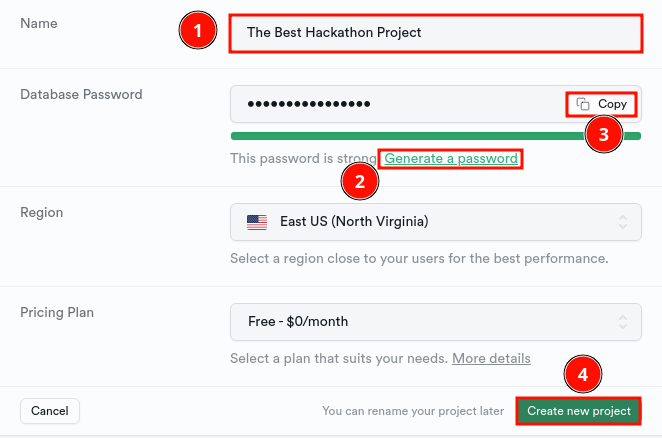 Name
1
The Best Hackathon Project
Database Password
••••••••••••••••
Copy
3
This password is strong. Generate a password
2
Region
East US (North Virginia)
Select a region close to your users for the best performance.
Pricing Plan
Free - $0/month
Select a plan that suits your needs. More details
4
Cancel
You can rename your project later
Create new project